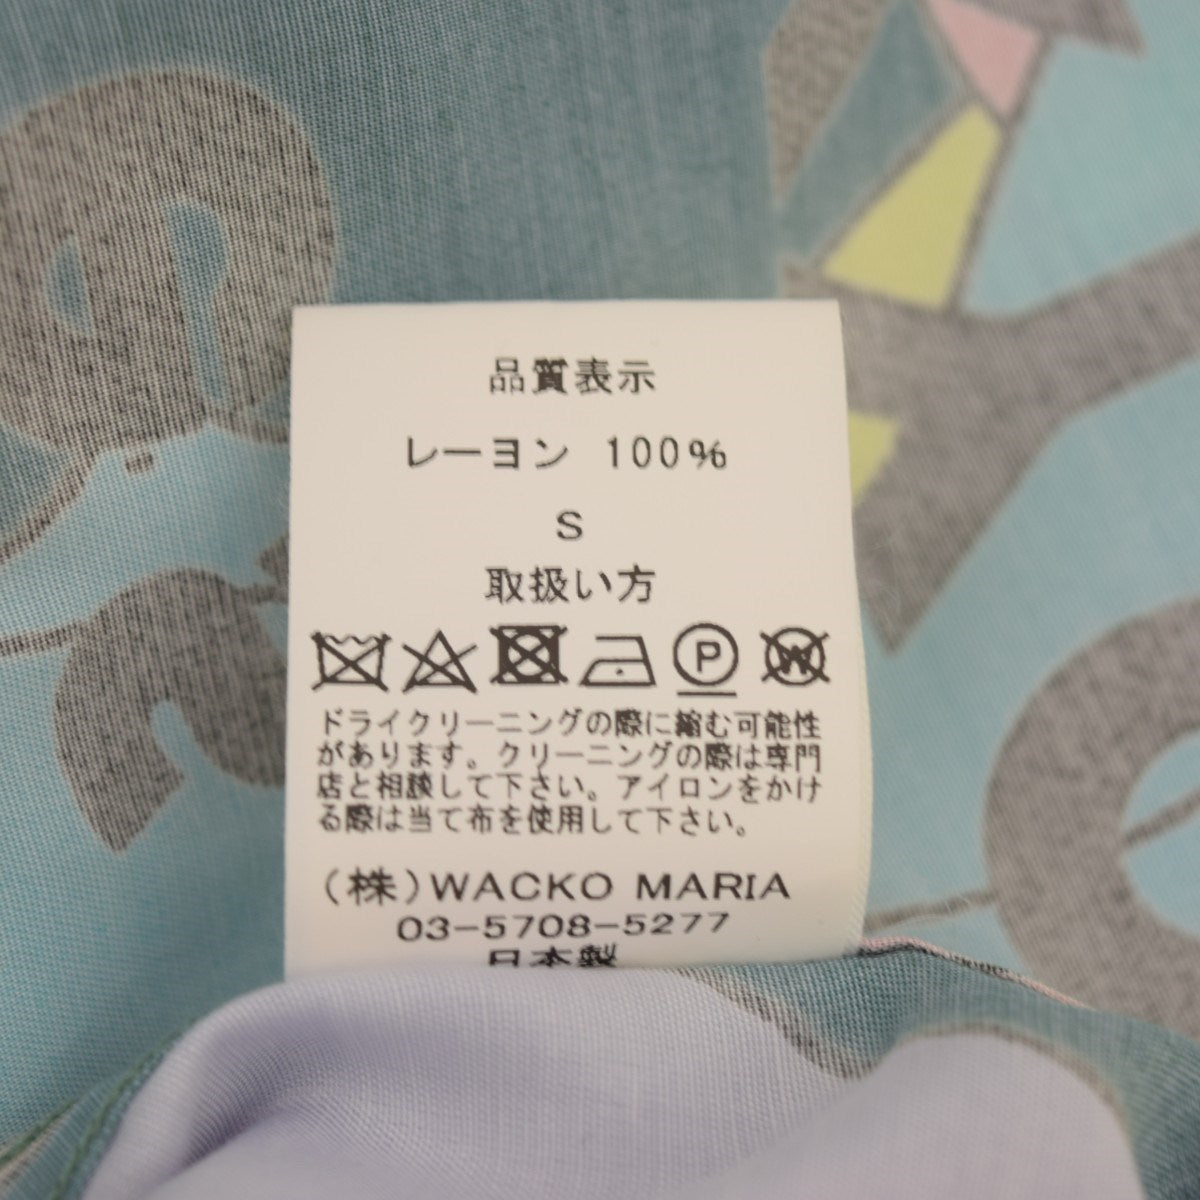 品質表示
レーヨン 100%
S
取扱い方
P W
ドライクリーニングの際に縮む可能性
があります。クリーニングの際は専門
店と相談して下さい。アイロンをかけ
る際は当て布を使用して下さい。
(株)WACKO MARIA
03-5708-5277
日本製